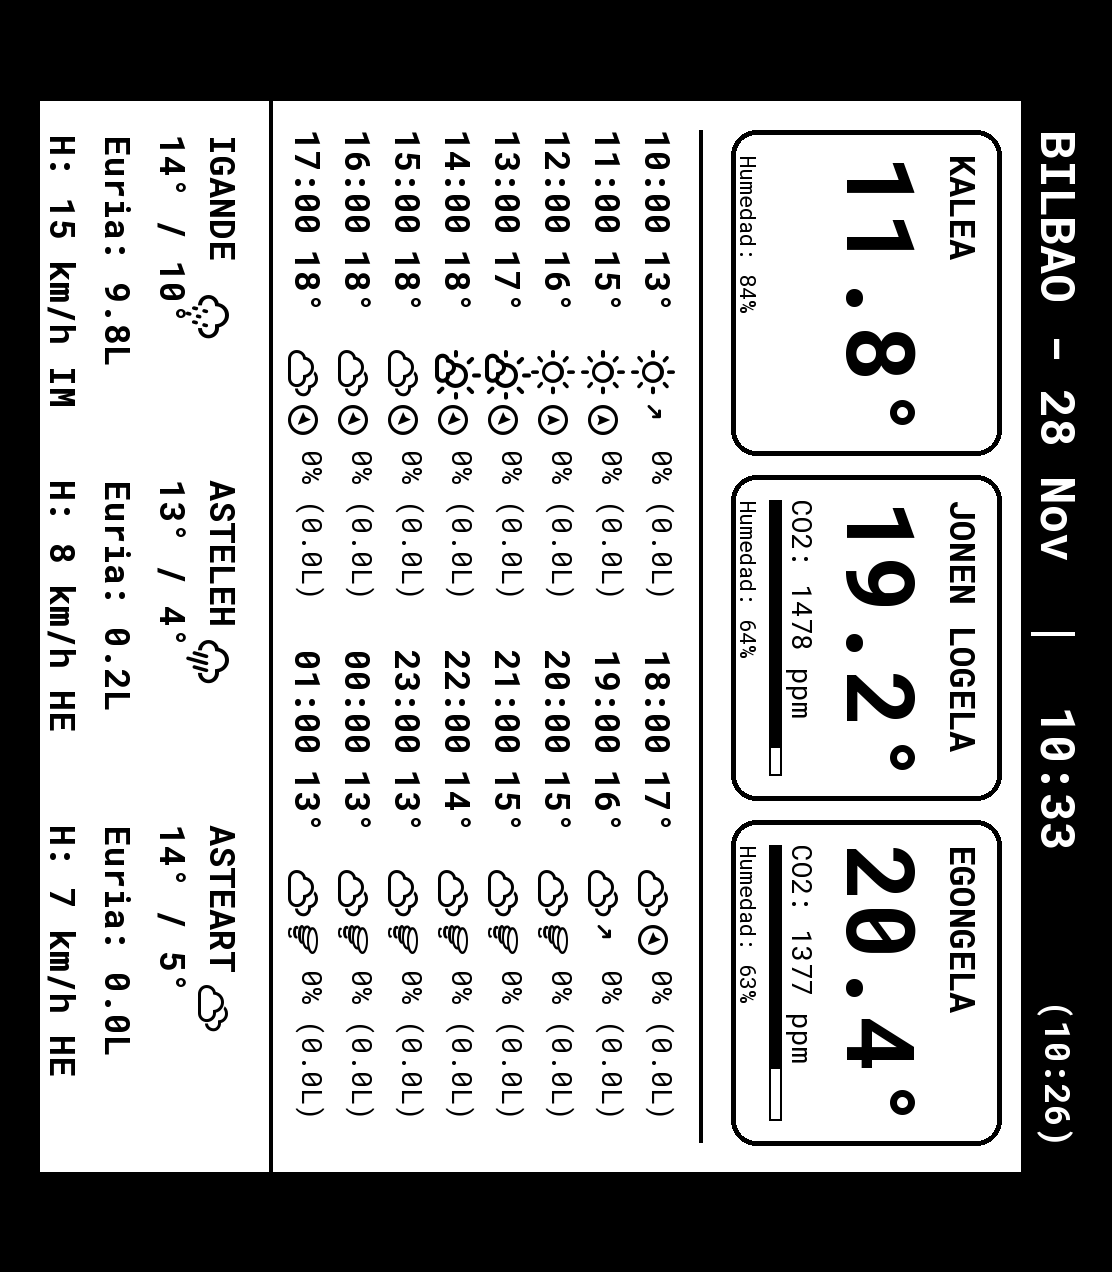 BILBAO - 28 Nov | 10:33 (10:26)
KALEA
11.8°
Humedad: 84%
JONEN LOGELA
19.2°
CO2: 1478 ppm
Humedad: 64%
EGONGELA
20.4°
CO2: 1377 ppm
Humedad: 63%
10:00 13° 0% (0.0L)
11:00 15° 0% (0.0L)
12:00 16° 0% (0.0L)
13:00 17° 0% (0.0L)
14:00 18° 0% (0.0L)
15:00 18° 0% (0.0L)
16:00 18° 0% (0.0L)
17:00 18° 0% (0.0L)
18:00 17° 0% (0.0L)
19:00 16° 0% (0.0L)
20:00 15° 0% (0.0L)
21:00 15° 0% (0.0L)
22:00 14° 0% (0.0L)
23:00 13° 0% (0.0L)
00:00 13° 0% (0.0L)
01:00 13° 0% (0.0L)
IGANDE
14° / 10°
Euria: 9.8L
H: 15 km/h IM
ASTELEH
13° / 4°
Euria: 0.2L
H: 8 km/h HE
ASTEART
14° / 5°
Euria: 0.0L
H: 7 km/h HE